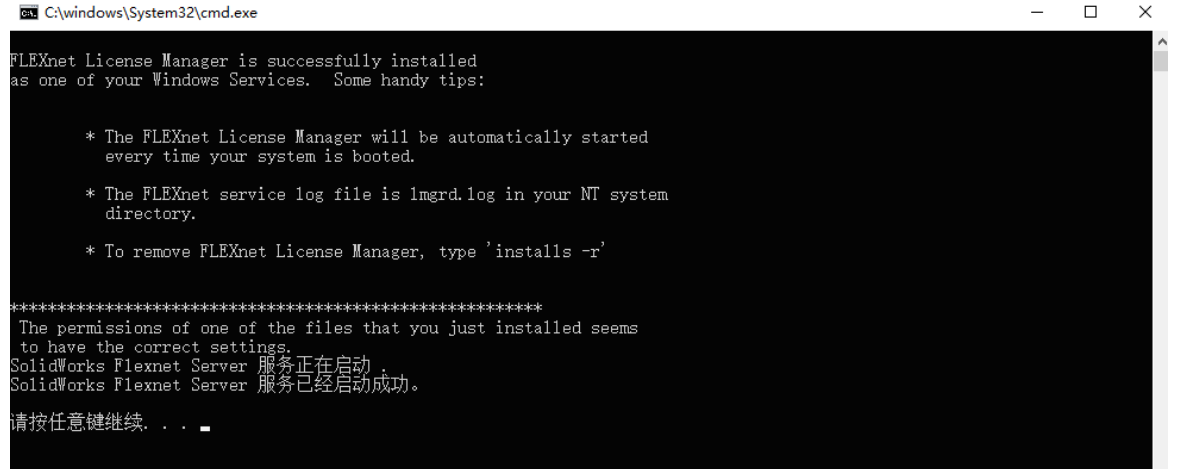 C:\windows\System32\cmd.exe
FLEXnet License Manager is successfully installed
as one of your Windows Services.  Some handy tips:
* The FLEXnet License Manager will be automatically started
every time your system is booted.
* The FLEXnet service log file is lmgrd.log in your NT system
directory.
* To remove FLEXnet License Manager, type 'installs -r'
********************************************************
The permissions of one of the files that you just installed seems
to have the correct settings.
SolidWorks Flexnet Server 服务正在启动 .
SolidWorks Flexnet Server 服务已经启动成功。
请按任意键继续. . .